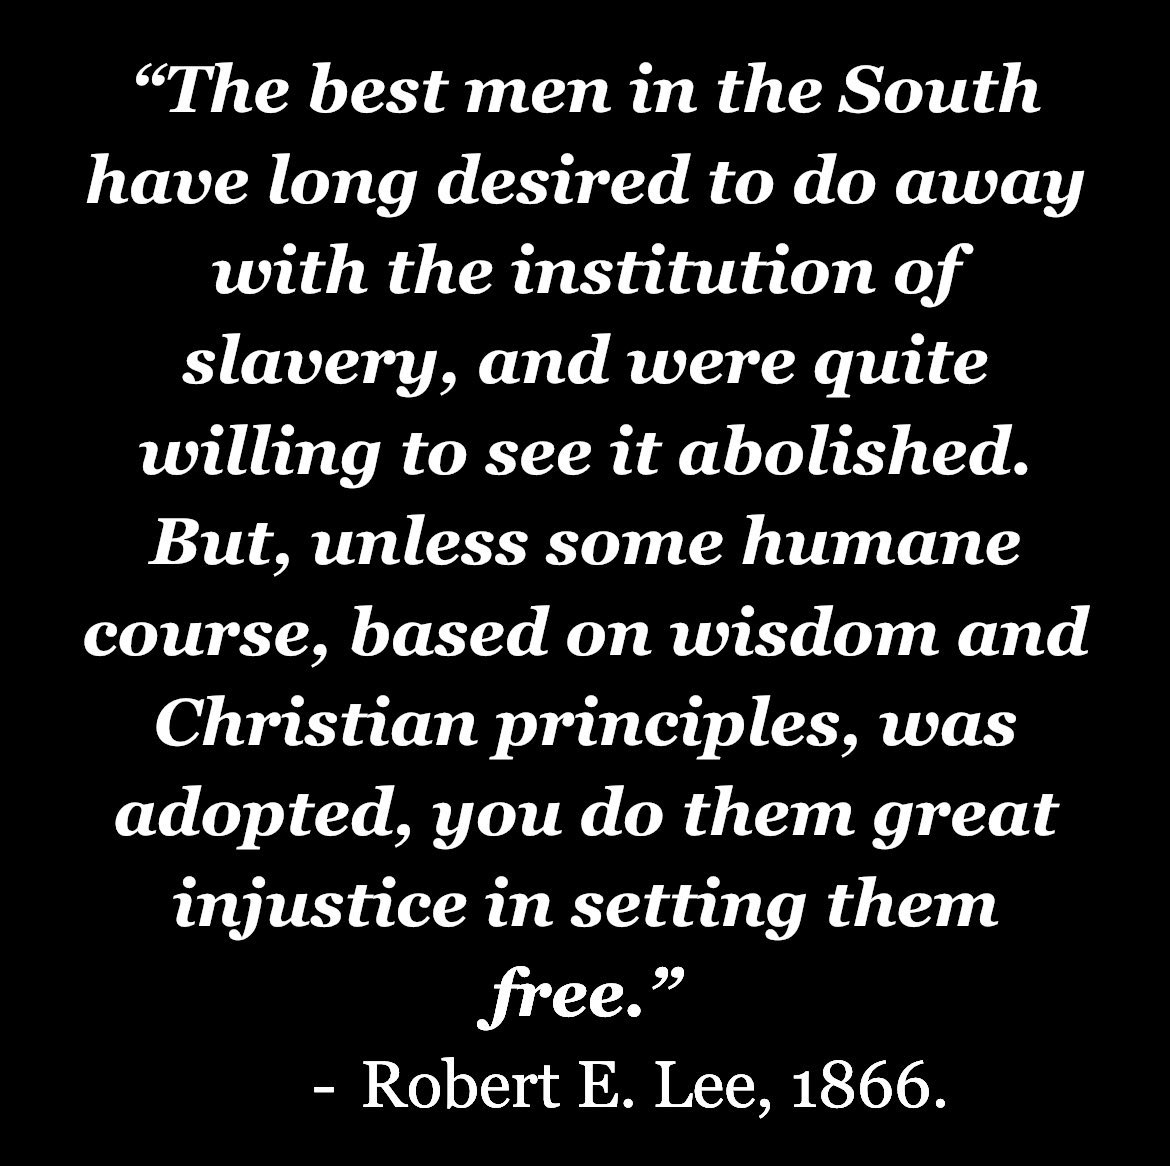 “The best men in the South
have long desired to do away
with the institution of
slavery, and were quite
willing to see it abolished.
But, unless some humane
course, based on wisdom and
Christian principles, was
adopted, you do them great
injustice in setting them
free.”
- Robert E. Lee, 1866.